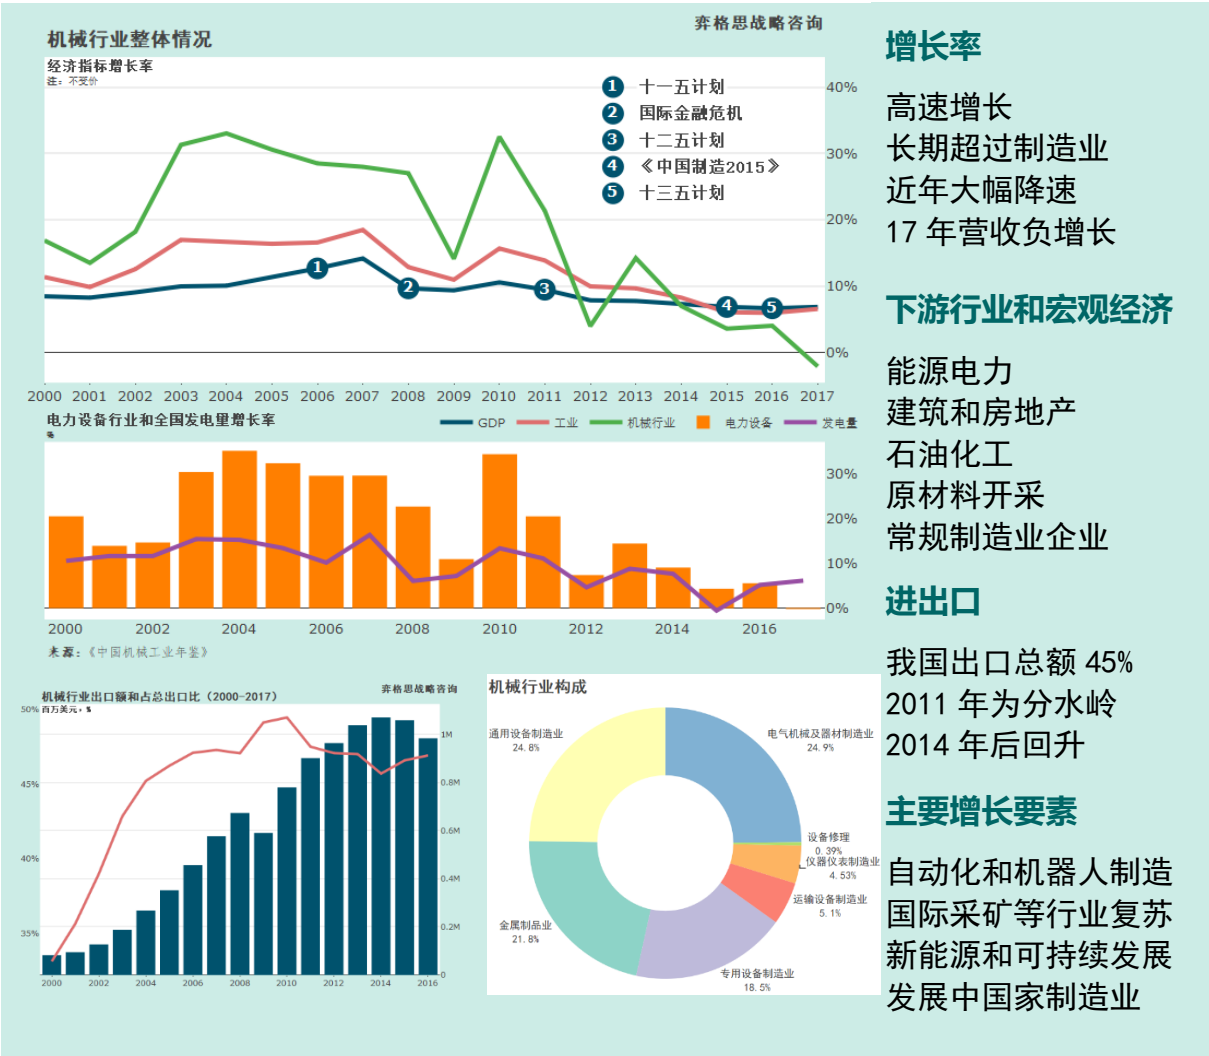 弈格思战略咨询
机械行业整体情况
经济指标增长率
注：不变价
1 十一五计划
2 国际金融危机
3 十二五计划
4 《中国制造2015》
5 十三五计划
40%
30%
20%
10%
0%
1
2
3
4
5
2000 2001 2002 2003 2004 2005 2006 2007 2008 2009 2010 2011 2012 2013 2014 2015 2016 2017
电力设备行业和全国发电量增长率
%
GDP 工业 机械行业 电力设备 发电量
30%
20%
10%
0%
2000 2002 2004 2006 2008 2010 2012 2014 2016
来源：《中国机械工业年鉴》
弈格思战略咨询
机械行业出口额和占总出口比（2000-2017）
百万美元，%
50%
45%
40%
35%
1M
0.8M
0.6M
0.4M
0.2M
0
2000 2002 2004 2006 2008 2010 2012 2014 2016
机械行业构成
通用设备制造业
24.8%
电气机械及器材制造业
24.9%
设备修理
0.39%
仪器仪表制造业
4.53%
运输设备制造业
5.1%
专用设备制造业
18.5%
金属制品业
21.8%
增长率
高速增长
长期超过制造业
近年大幅降速
17 年营收负增长
下游行业和宏观经济
能源电力
建筑和房地产
石油化工
原材料开采
常规制造业企业
进出口
我国出口总额 45%
2011 年为分水岭
2014 年后回升
主要增长要素
自动化和机器人制造
国际采矿等行业复苏
新能源和可持续发展
发展中国家制造业